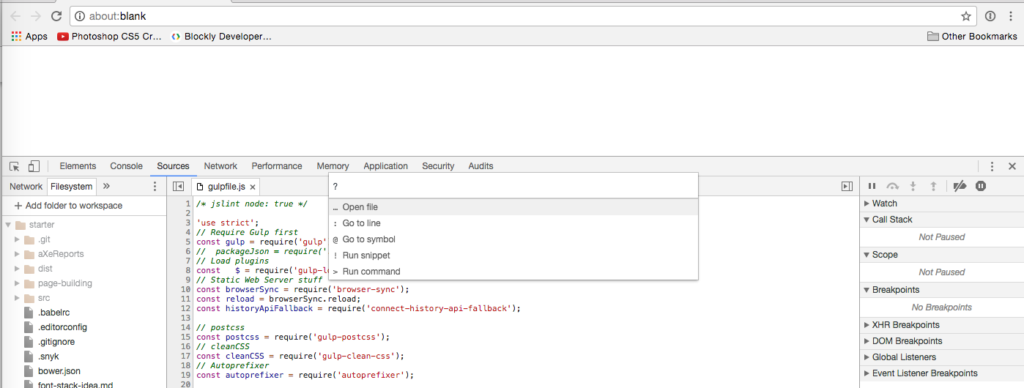 about:blank
Apps Photoshop CS5 Cr... Blockly Developer... Other Bookmarks
Elements Console Sources Network Performance Memory Application Security Audits
Network Filesystem » gulpfile.js ×
?
… Open file
: Go to line
@ Go to symbol
! Run snippet
> Run command
+ Add folder to workspace
starter
.git
aXeReports
dist
page-building
src
.babelrc
.editorconfig
.gitignore
.snyk
bower.json
font-stack-idea.md
1 /* jslint node: true */
2
3 'use strict';
4 // Require Gulp first
5 const gulp = require('gulp'
6 //  packageJson = require('
7 // Load plugins
8 const   $ = require('gulp-l
9 // Static Web Server stuff
10 const browserSync = require('browser-sync');
11 const reload = browserSync.reload;
12 const historyApiFallback = require('connect-history-api-fallback');
13
14 // postcss
15 const postcss = require('gulp-postcss');
16 // cleanCSS
17 const cleanCSS = require('gulp-clean-css');
18 // Autoprefixer
19 const autoprefixer = require('autoprefixer');
20
Watch
Call Stack
Not Paused
Scope
Not Paused
Breakpoints
No Breakpoints
XHR Breakpoints
DOM Breakpoints
Global Listeners
Event Listener Breakpoints